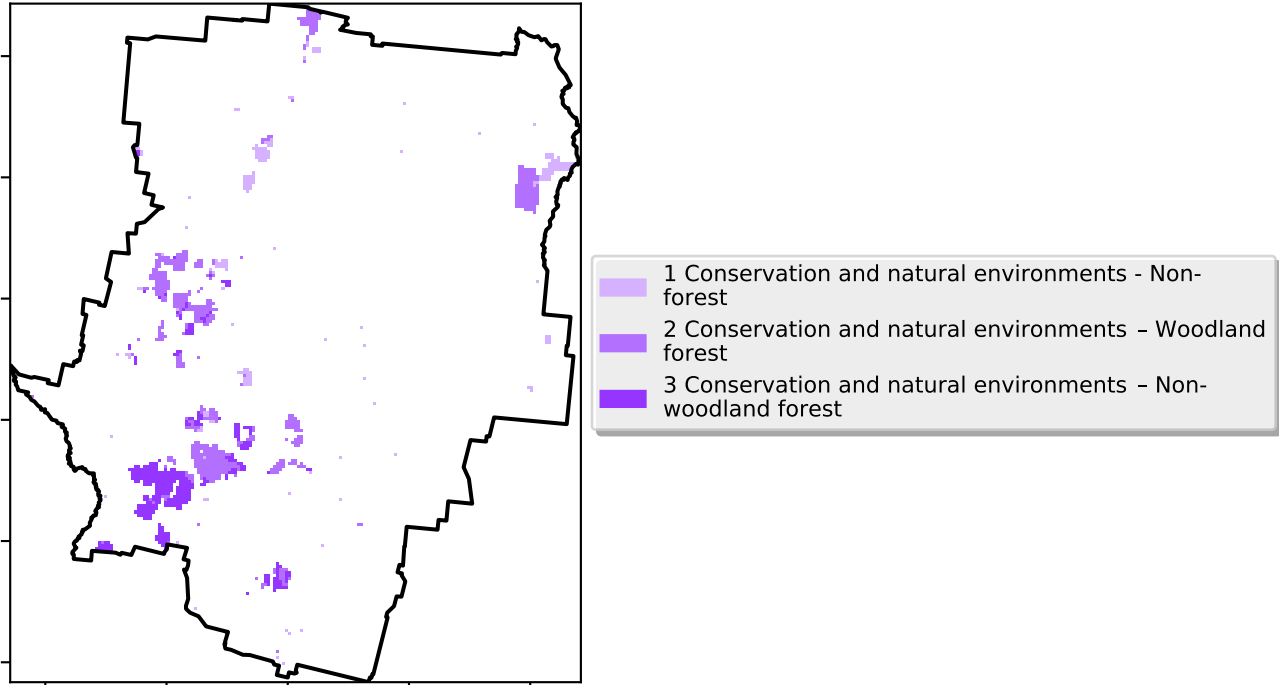 1 Conservation and natural environments - Non-
forest
2 Conservation and natural environments – Woodland
forest
3 Conservation and natural environments – Non-
woodland forest